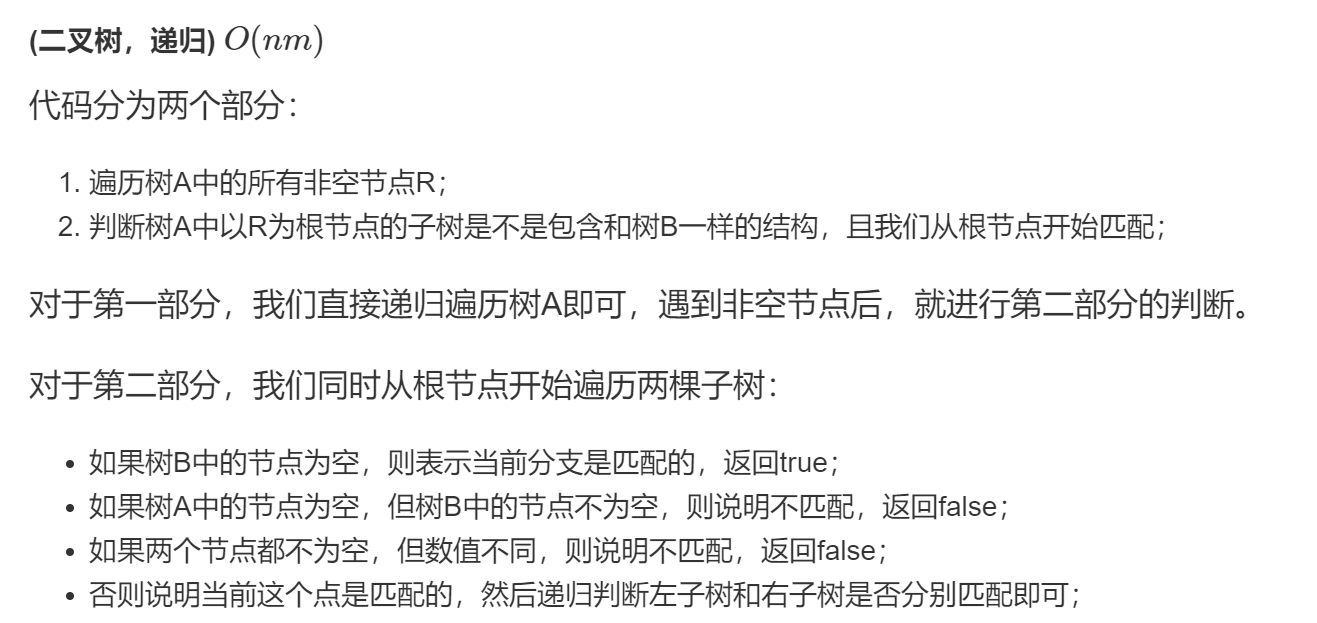 (二叉树，递归) O(nm)
代码分为两个部分：
1. 遍历树A中的所有非空节点R；
2. 判断树A中以R为根节点的子树是不是包含和树B一样的结构，且我们从根节点开始匹配；
对于第一部分，我们直接递归遍历树A即可，遇到非空节点后，就进行第二部分的判断。
对于第二部分，我们同时从根节点开始遍历两棵子树：
• 如果树B中的节点为空，则表示当前分支是匹配的，返回true；
• 如果树A中的节点为空，但树B中的节点不为空，则说明不匹配，返回false；
• 如果两个节点都不为空，但数值不同，则说明不匹配，返回false；
• 否则说明当前这个点是匹配的，然后递归判断左子树和右子树是否分别匹配即可；